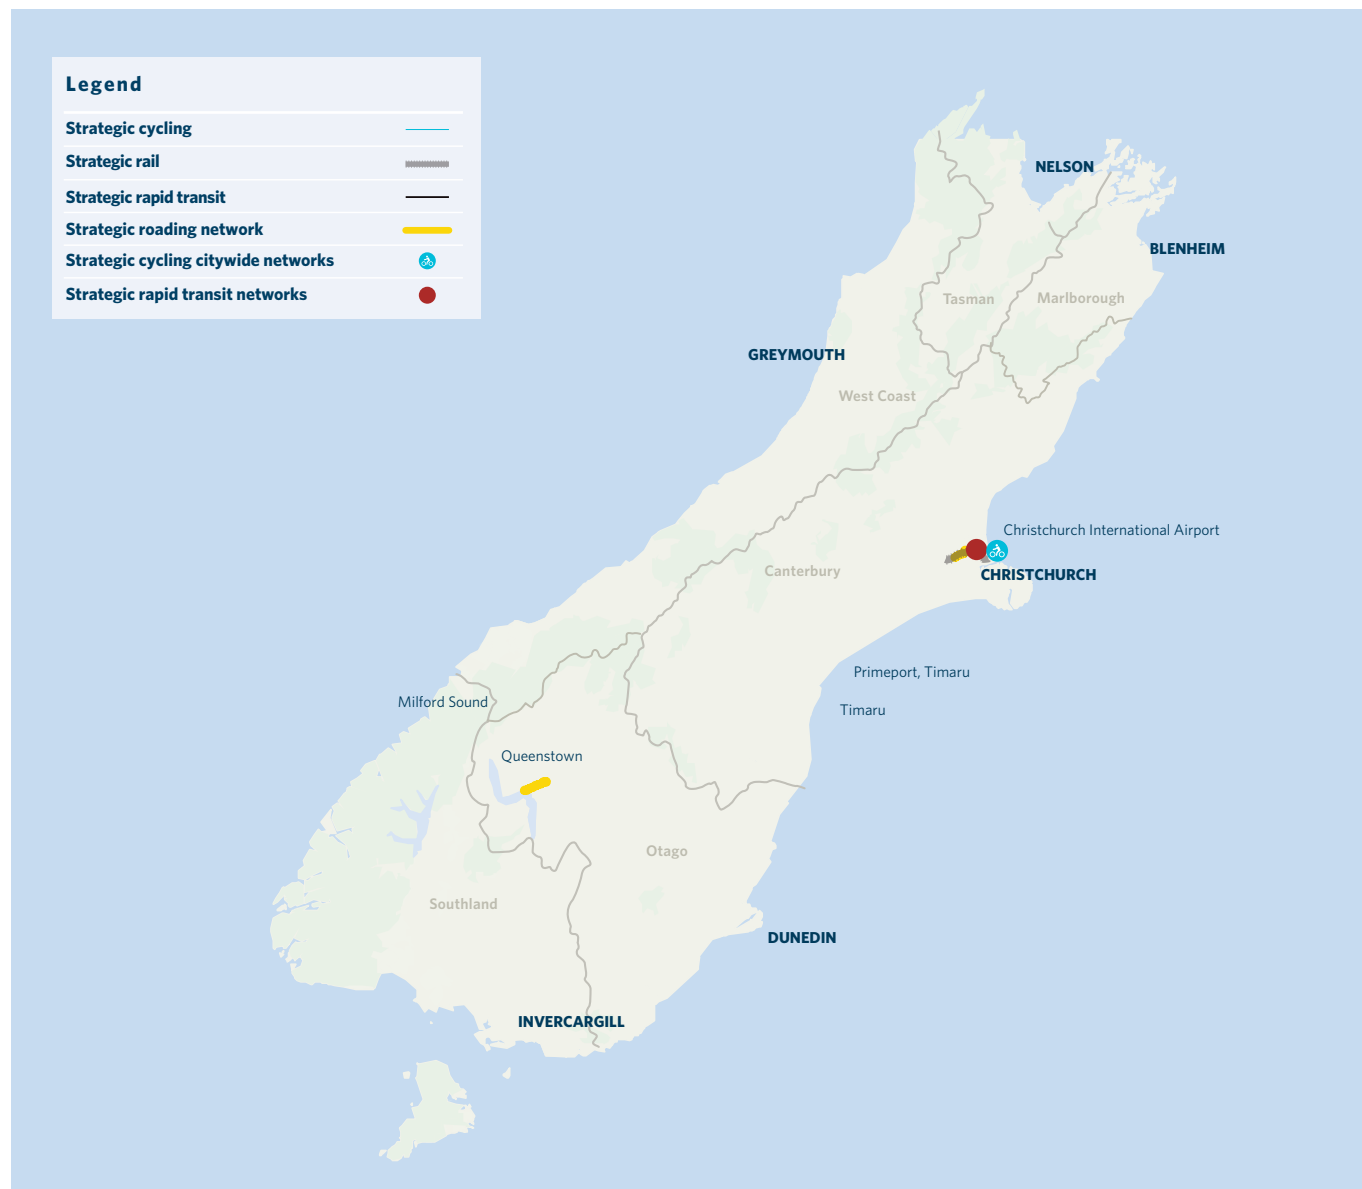 Legend
Strategic cycling
Strategic rail
Strategic rapid transit
Strategic roading network
Strategic cycling citywide networks
Strategic rapid transit networks
NELSON
BLENHEIM
Tasman
Marlborough
GREYMOUTH
West Coast
Christchurch International Airport
Canterbury
CHRISTCHURCH
Primeport, Timaru
Milford Sound
Timaru
Queenstown
Otago
Southland
DUNEDIN
INVERCARGILL